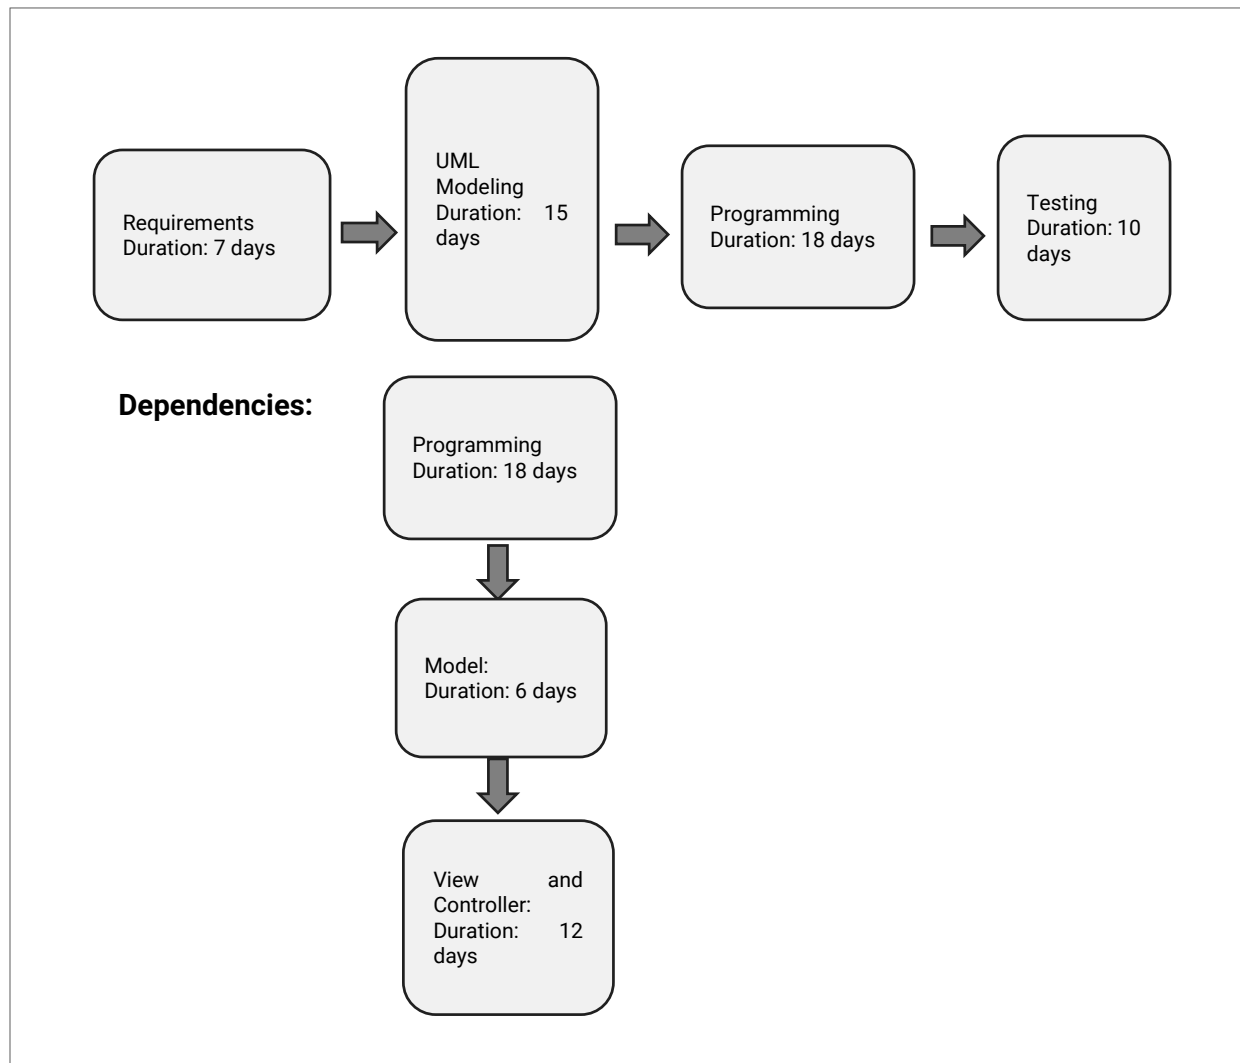 Requirements
Duration: 7 days
UML
Modeling
Duration: 15
days
Programming
Duration: 18 days
Testing
Duration: 10
days
Dependencies:
Programming
Duration: 18 days
Model:
Duration: 6 days
View and
Controller:
Duration: 12
days